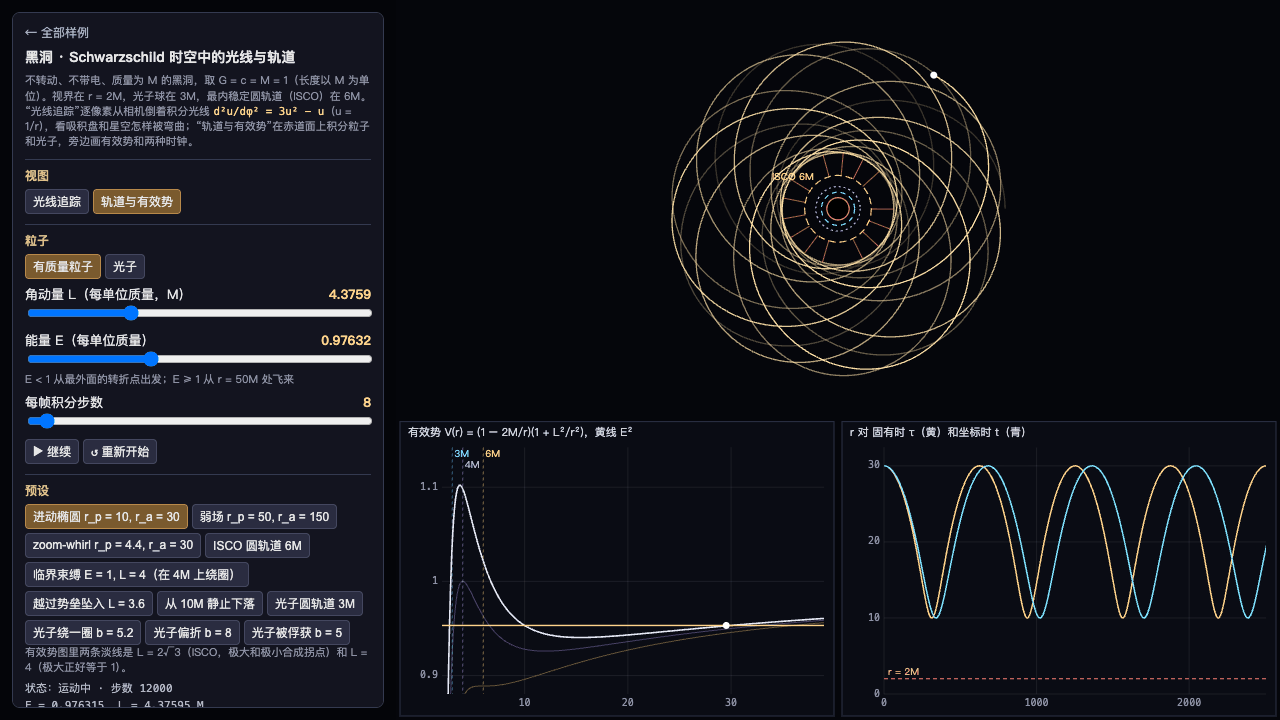 ← 全部样例
黑洞 · Schwarzschild 时空中的光线与轨道
不转动、不带电、质量为 M 的黑洞，取 G = c = M = 1（长度以 M 为单
位）。视界在 r = 2M，光子球在 3M，最内稳定圆轨道（ISCO）在 6M。
“光线追踪”逐像素从相机倒着积分光线 d²u/dφ² = 3u² − u（u =
1/r），看吸积盘和星空怎样被弯曲；“轨道与有效势”在赤道面上积分粒子
和光子，旁边画有效势和两种时钟。
视图
光线追踪 轨道与有效势
粒子
有质量粒子 光子
角动量 L（每单位质量，M） 4.3759
能量 E（每单位质量） 0.97632
E < 1 从最外面的转折点出发；E ⩾ 1 从 r = 50M 处飞来
每帧积分步数 8
▶ 继续 ↺ 重新开始
预设
进动椭圆 r_p = 10, r_a = 30 弱场 r_p = 50, r_a = 150
zoom-whirl r_p = 4.4, r_a = 30 ISCO 圆轨道 6M
临界束缚 E = 1, L = 4（在 4M 上绕圈）
越过势垒坠入 L = 3.6 从 10M 静止下落 光子圆轨道 3M
光子绕一圈 b = 5.2 光子偏折 b = 8 光子被俘获 b = 5
有效势图里两条淡线是 L = 2√3（ISCO，极大和极小合成拐点）和 L =
4（极大正好等于 1）。
状态：运动中 · 步数 12000
E = 0.976315, L = 4.37595 M
ISCO 6M
有效势 V(r) = (1 − 2M/r)(1 + L²/r²)，黄线 E²
3M
4M
6M
1.1
1
0.9
10 20 30
r 对 固有时 τ（黄）和坐标时 t（青）
30
20
10
0
r = 2M
0 1000 2000